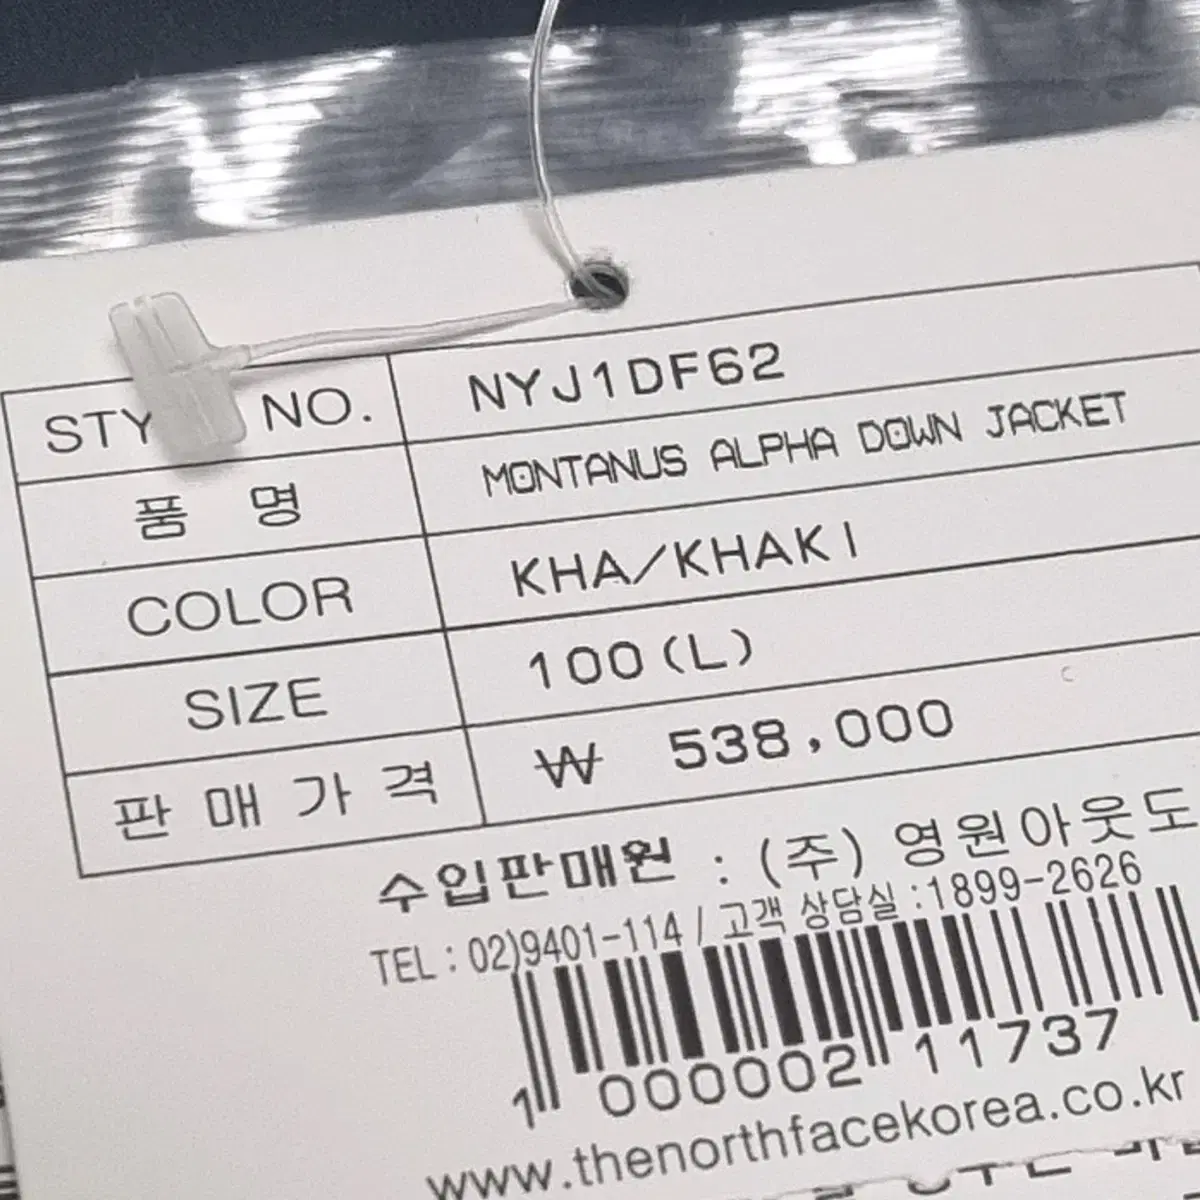 STY NO. NYJ1DF62
품 명 MONTANUS ALPHA DOWN JACKET
COLOR KHA/KHAKI
SIZE 100(L)
판 매 가 격 ₩ 538,000
수입판매원 : (주) 영원아웃도
TEL : 02)9401-114 / 고객 상담실 :1899-2626
1 000002 11737
www.thenorthfacekorea.co.kr